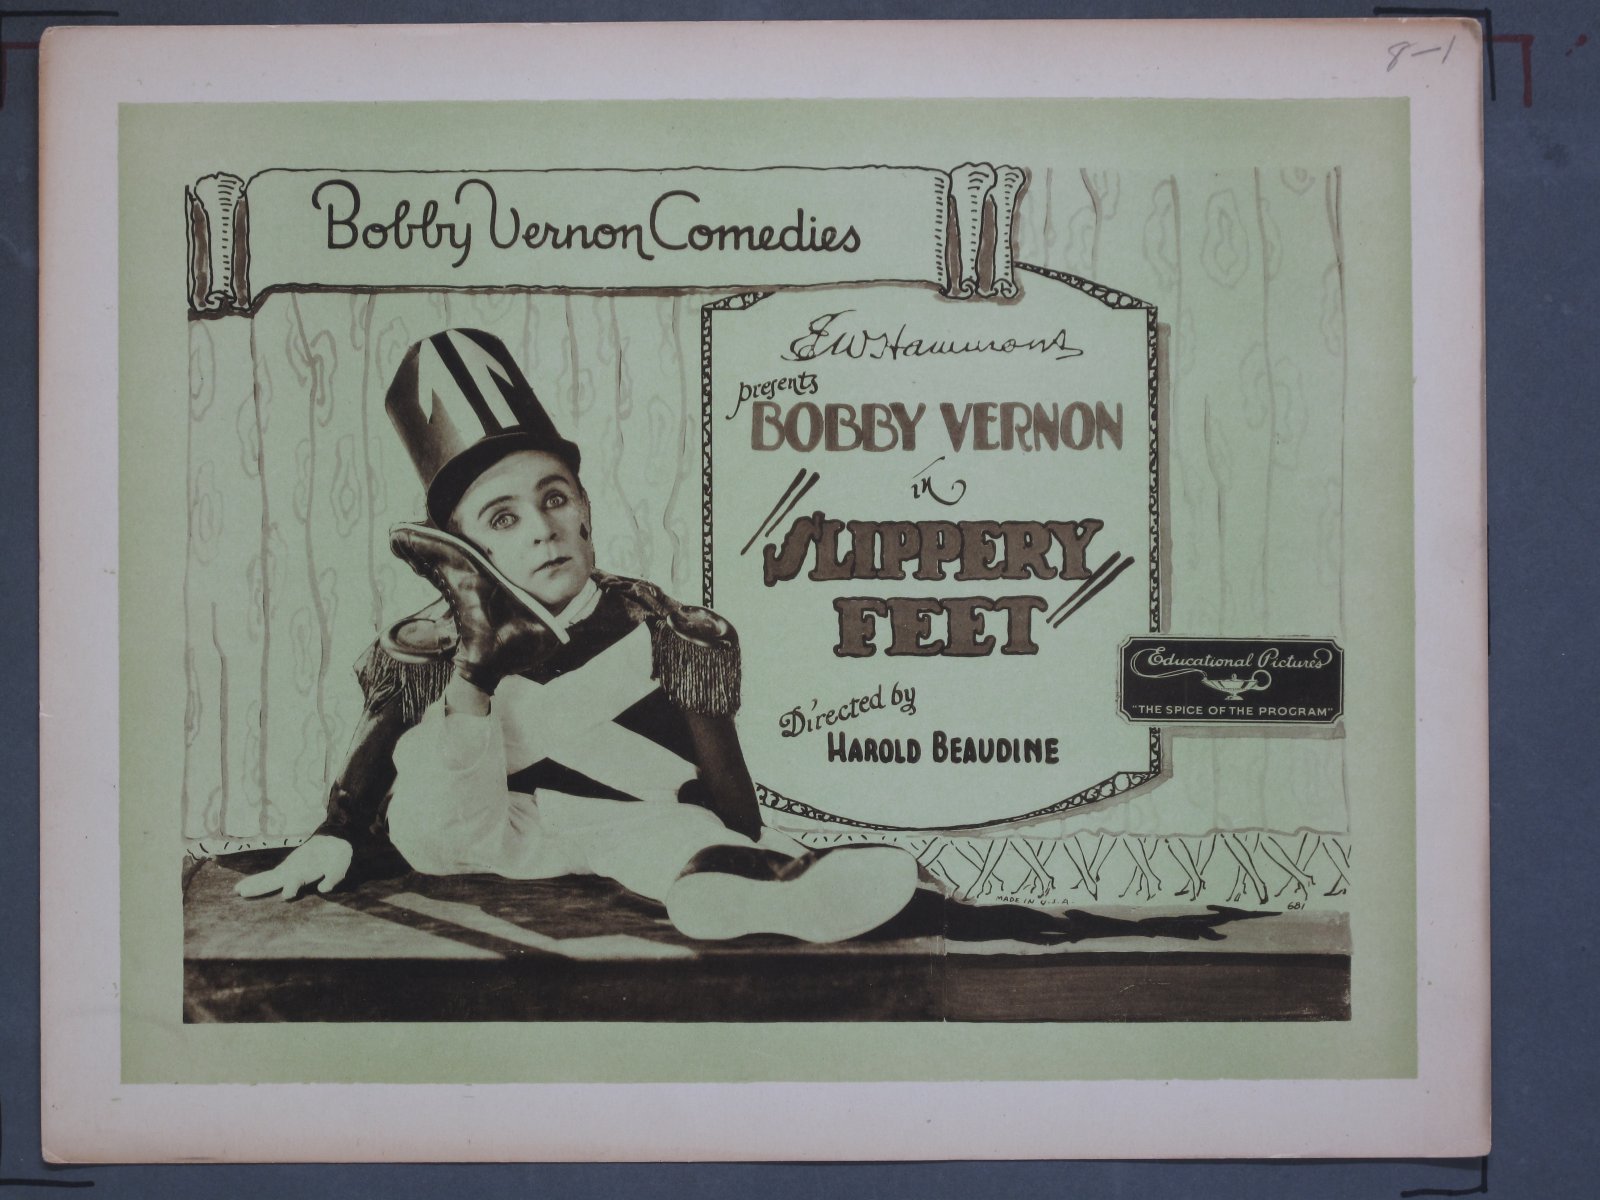 8-1
Bobby Vernon Comedies
E W Hammons
presents
BOBBY VERNON
in
"SLIPPERY
FEET"
Directed by
HAROLD BEAUDINE
Educational Pictures
"THE SPICE OF THE PROGRAM"
MADE IN U.S.A.
681